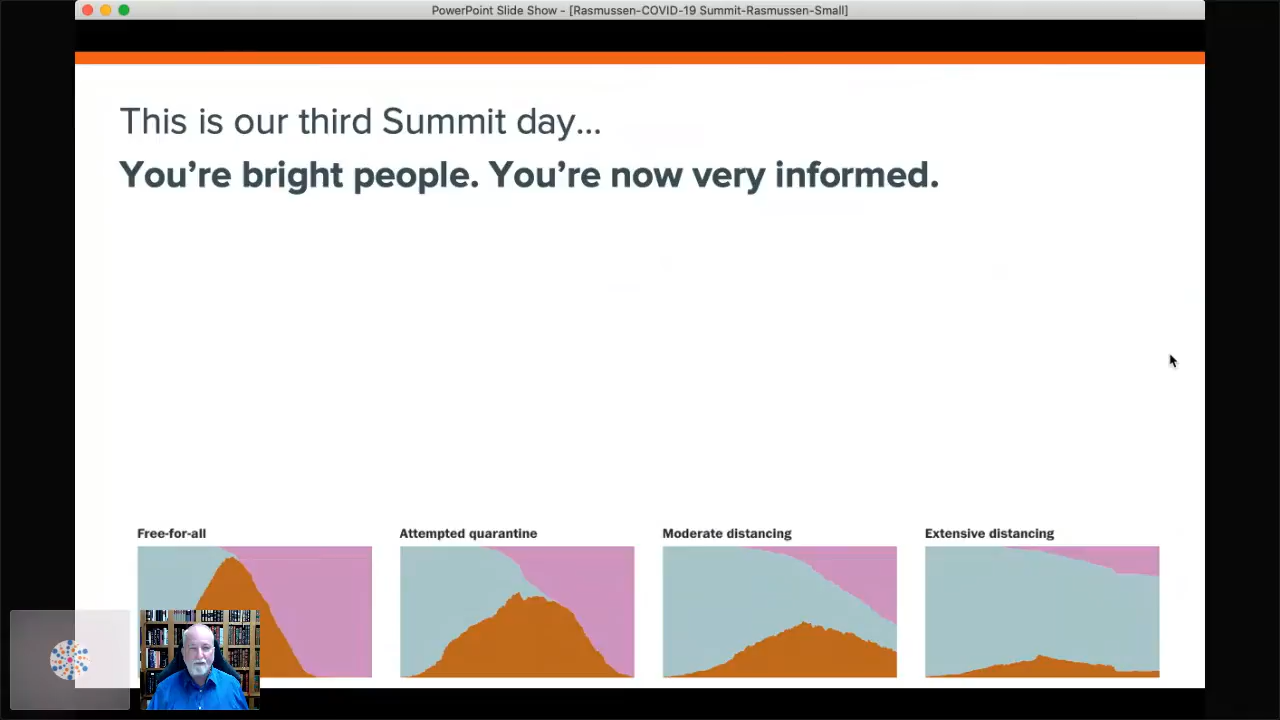 PowerPoint Slide Show - [Rasmussen-COVID-19 Summit-Rasmussen-Small]
This is our third Summit day...
You're bright people. You're now very informed.
Free-for-all
Attempted quarantine
Moderate distancing
Extensive distancing